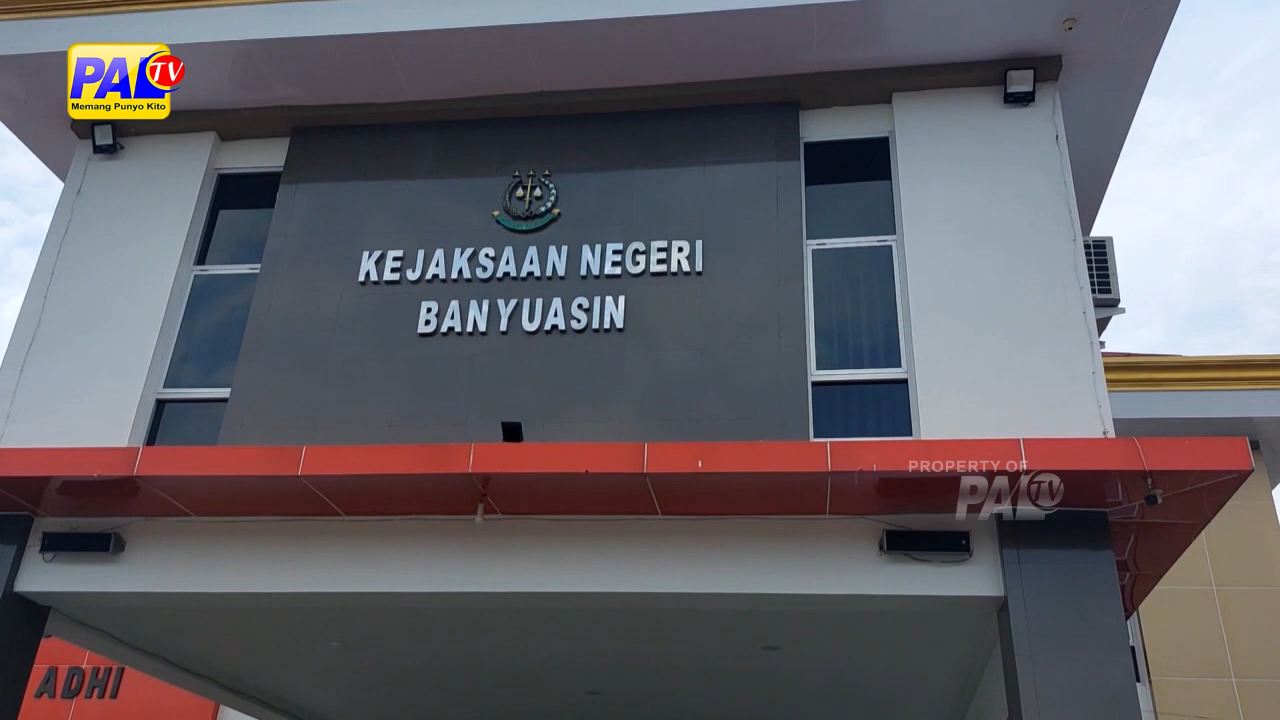 PAL TV
Memang Punyo Kito
KEJAKSAAN NEGERI
BANYUASIN
PROPERTY OF
PAL TV
ADHI